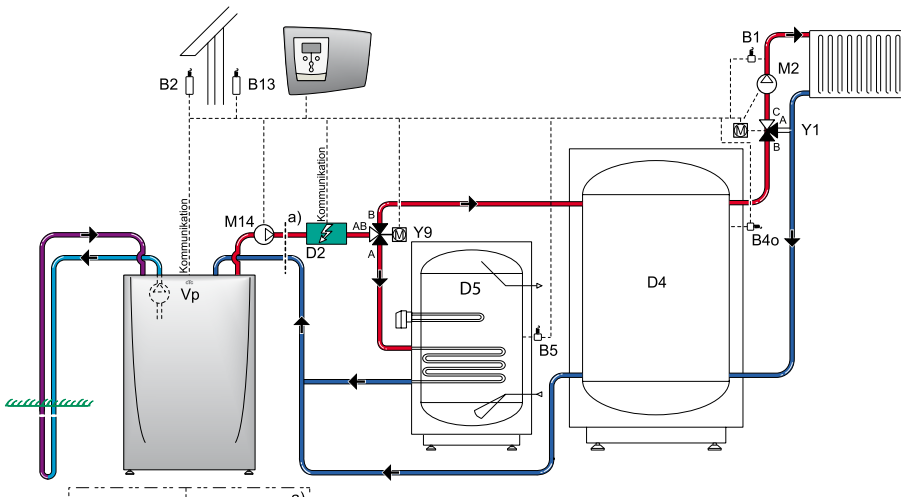 B1
M2
B2
B13
C
A
Y1
M
B
Kommunikation
Kommunikation
M14
a)
B
AB
M
Y9
D2
A
B4o
Vp
D5
D4
B5
a)